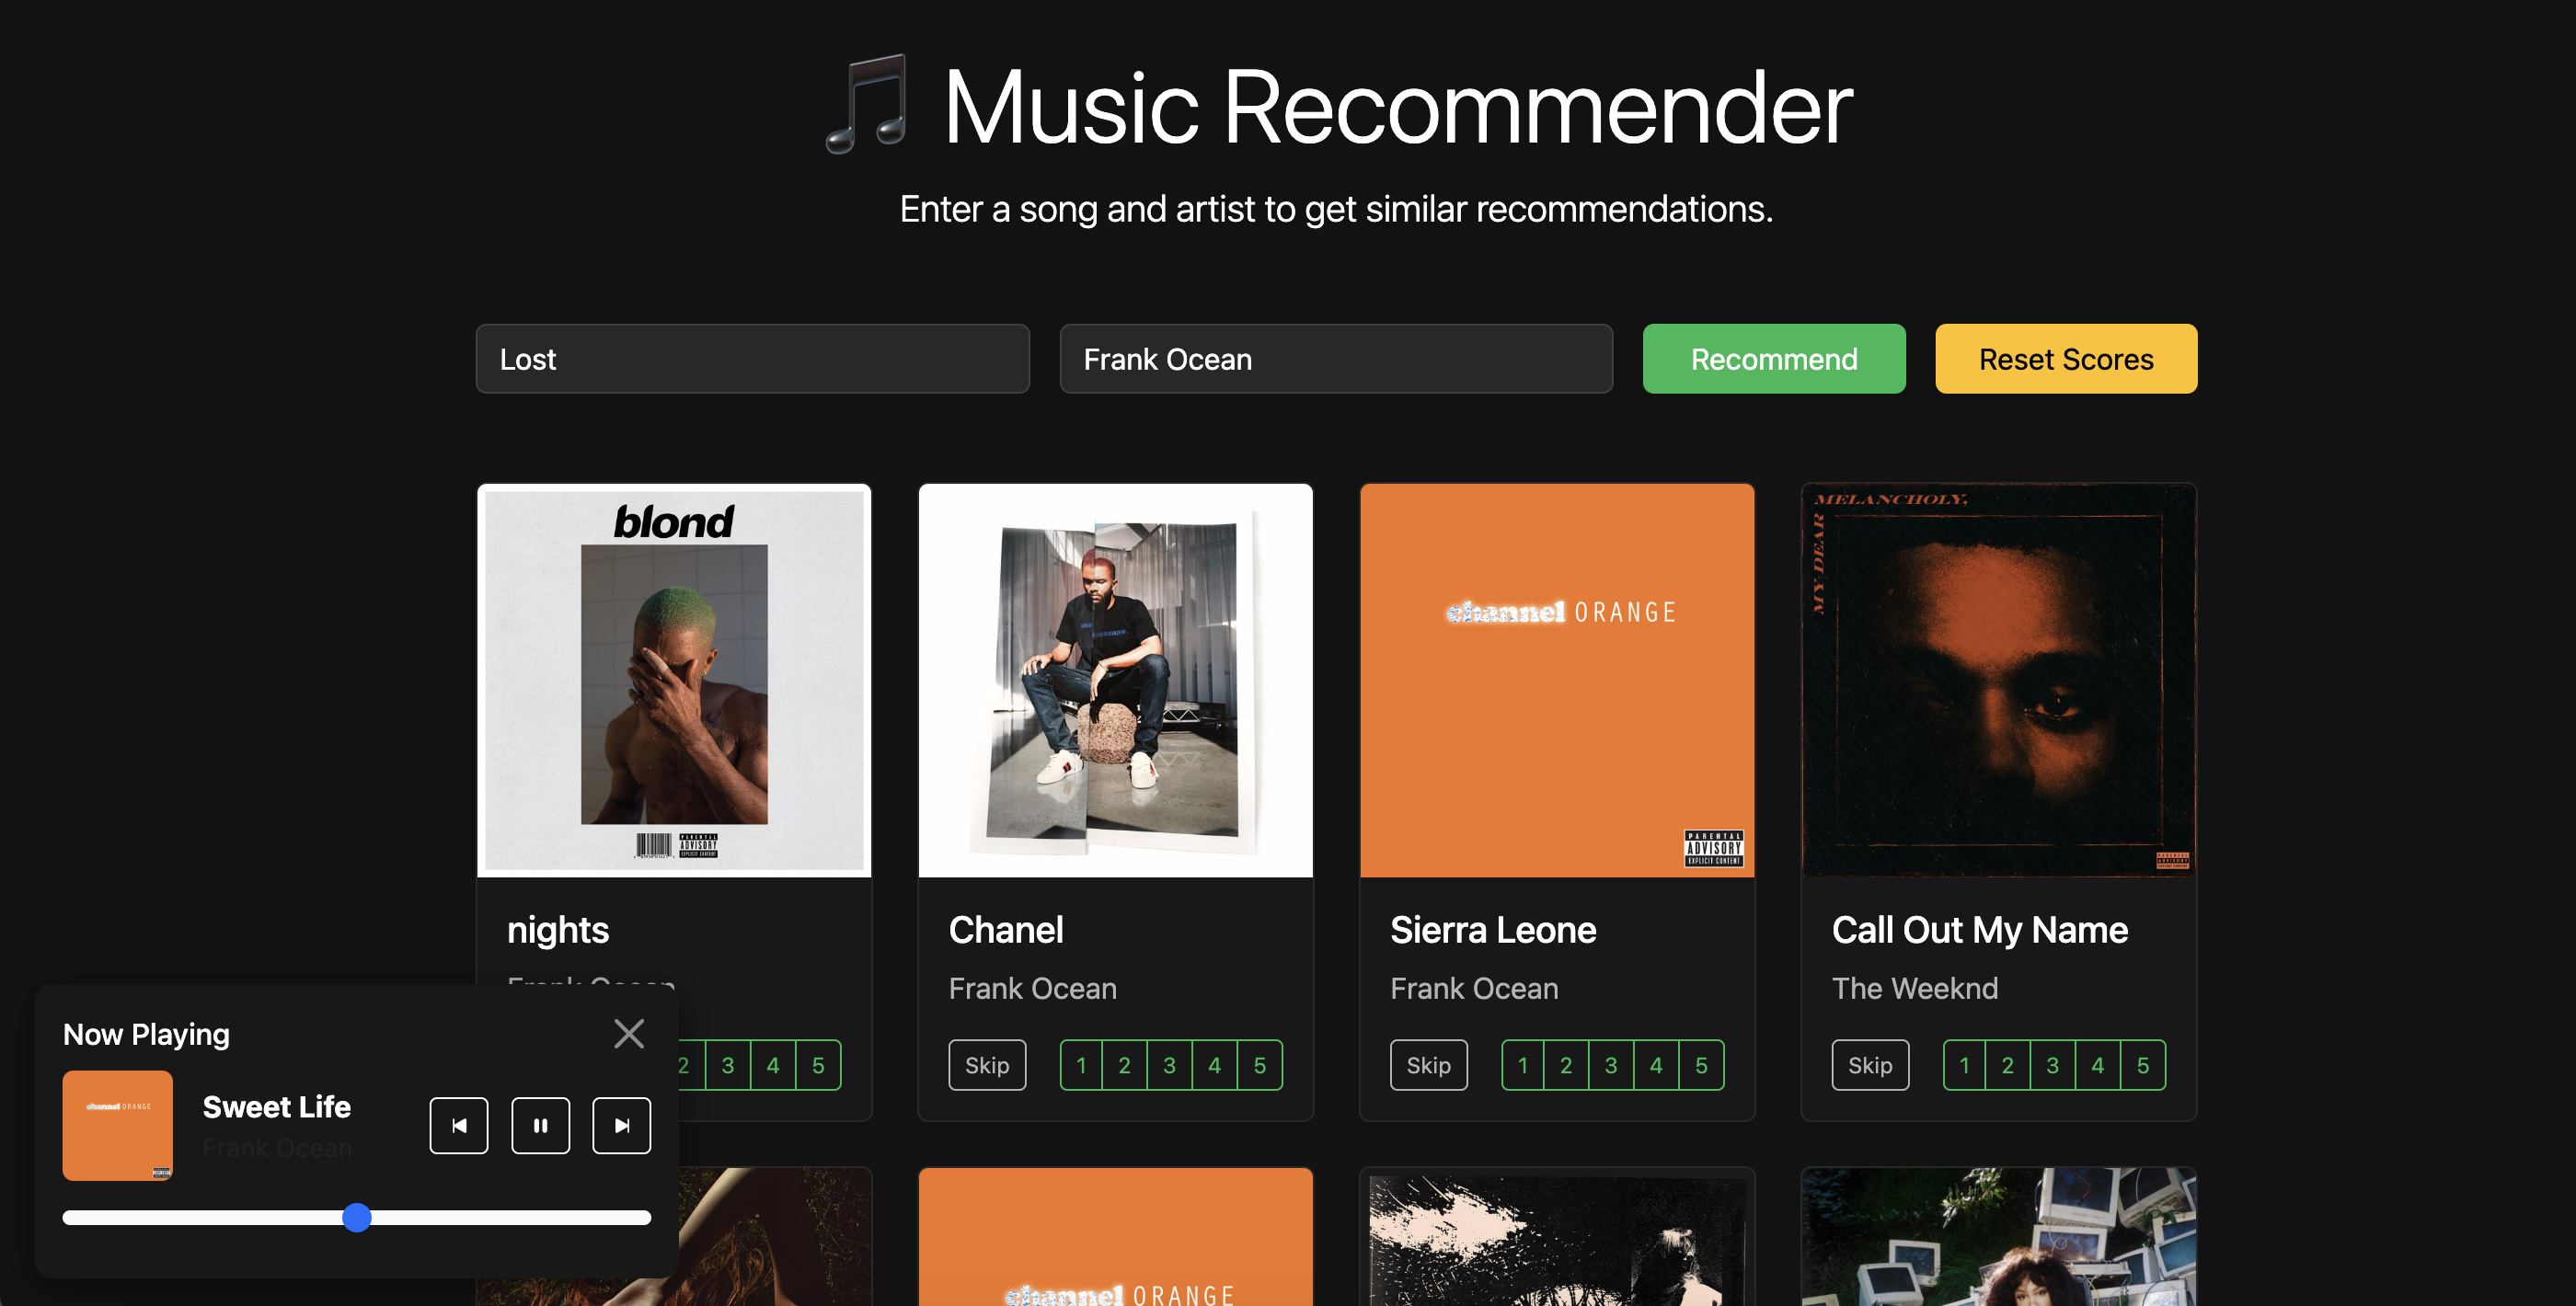 🎵 Music Recommender
Enter a song and artist to get similar recommendations.
Lost
Frank Ocean
Recommend
Reset Scores
blond
PARENTAL
ADVISORY
EXPLICIT CONTENT
nights
Frank Ocean
2 3 4 5
Chanel
Frank Ocean
Skip
1 2 3 4 5
channel ORANGE
PARENTAL
ADVISORY
EXPLICIT CONTENT
Sierra Leone
Frank Ocean
Skip
1 2 3 4 5
MELANCHOLY,
MY DEAR
Call Out My Name
The Weeknd
Skip
1 2 3 4 5
Now Playing
channel ORANGE
Sweet Life
Frank Ocean
channel ORANGE